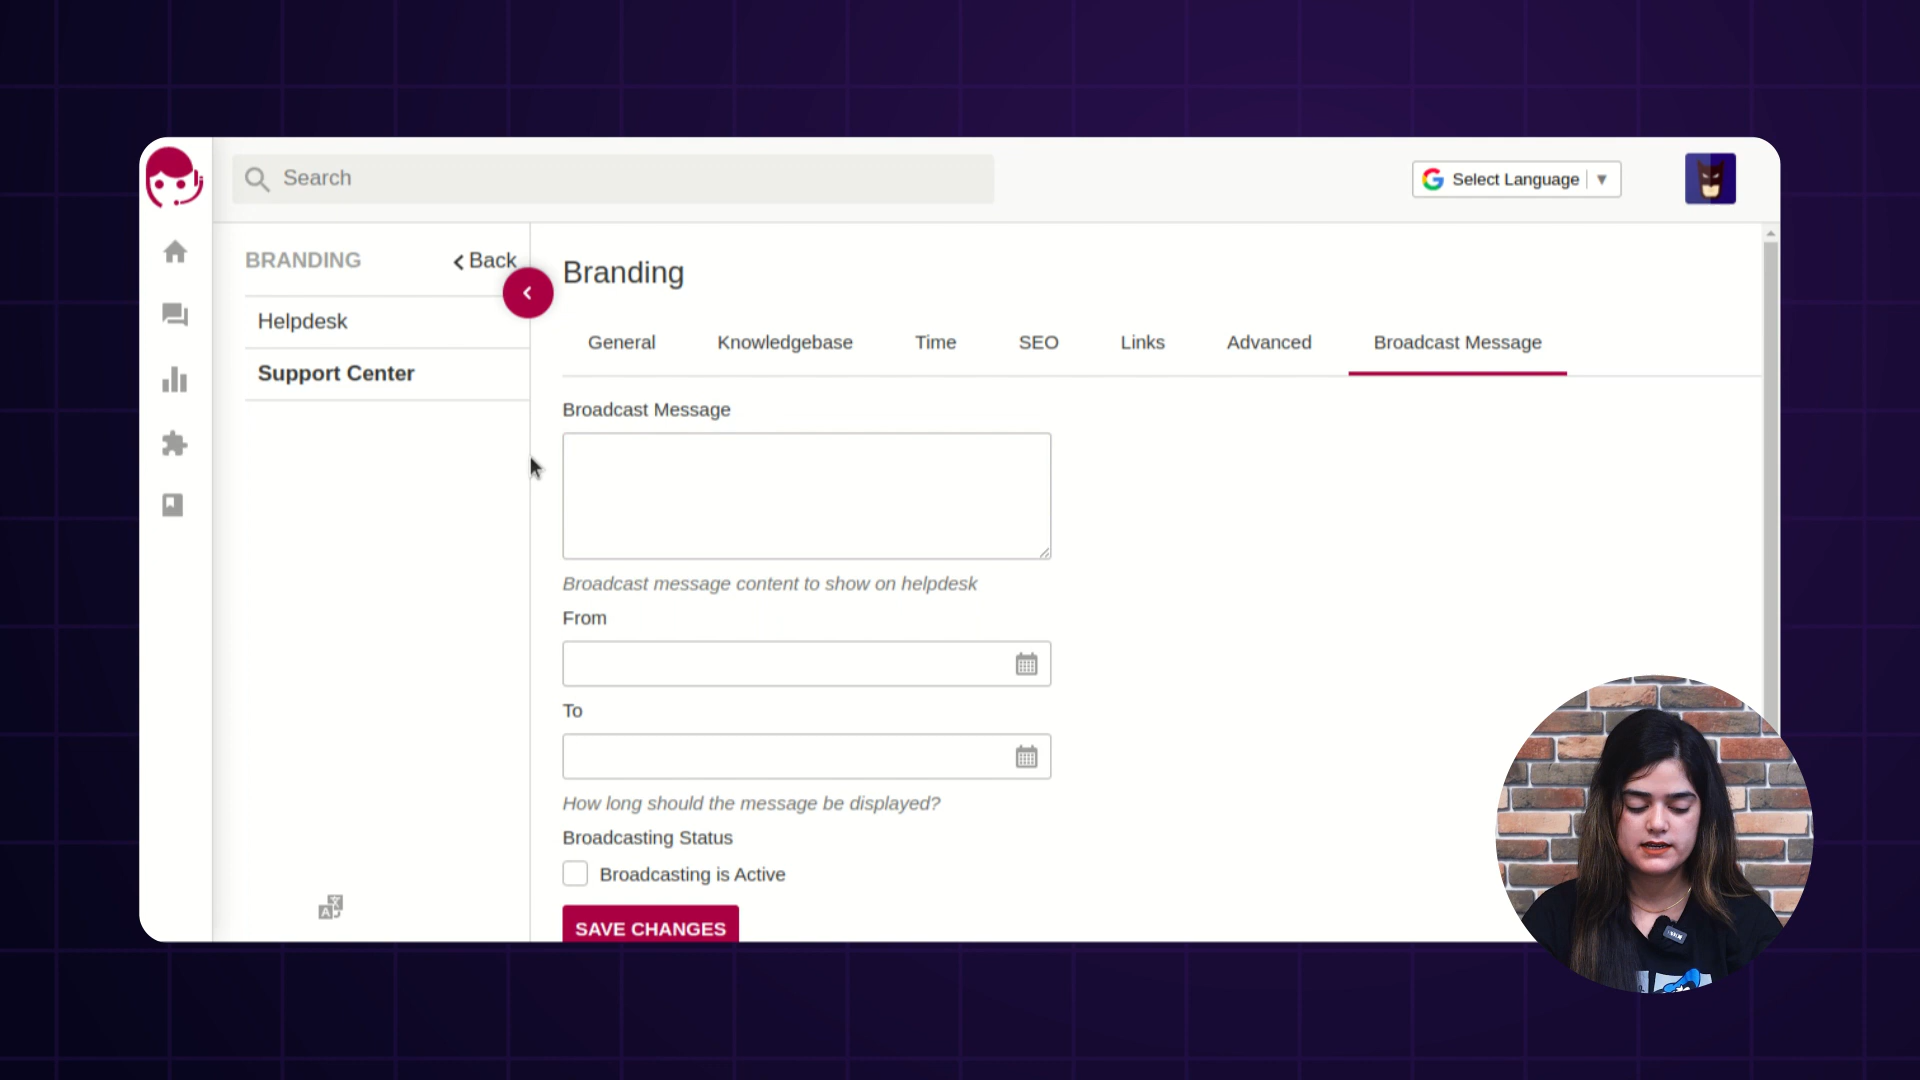 Search
Select Language
BRANDING
Back
Helpdesk
Support Center
Branding
General Knowledgebase Time SEO Links Advanced Broadcast Message
Broadcast Message
Broadcast message content to show on helpdesk
From
To
How long should the message be displayed?
Broadcasting Status
Broadcasting is Active
SAVE CHANGES